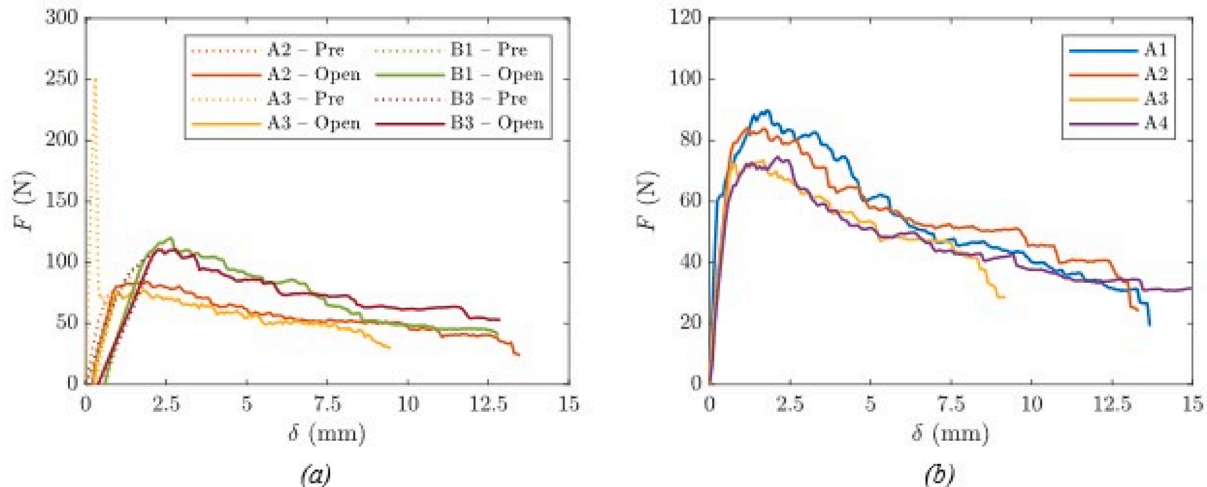 300
250
200
150
100
50
0
F (N)
A2 – Pre
A2 – Open
A3 – Pre
A3 – Open
B1 – Pre
B1 – Open
B3 – Pre
B3 – Open
0 2.5 5 7.5 10 12.5 15
δ (mm)
(a)
120
100
80
60
40
20
0
F (N)
A1
A2
A3
A4
0 2.5 5 7.5 10 12.5 15
δ (mm)
(b)